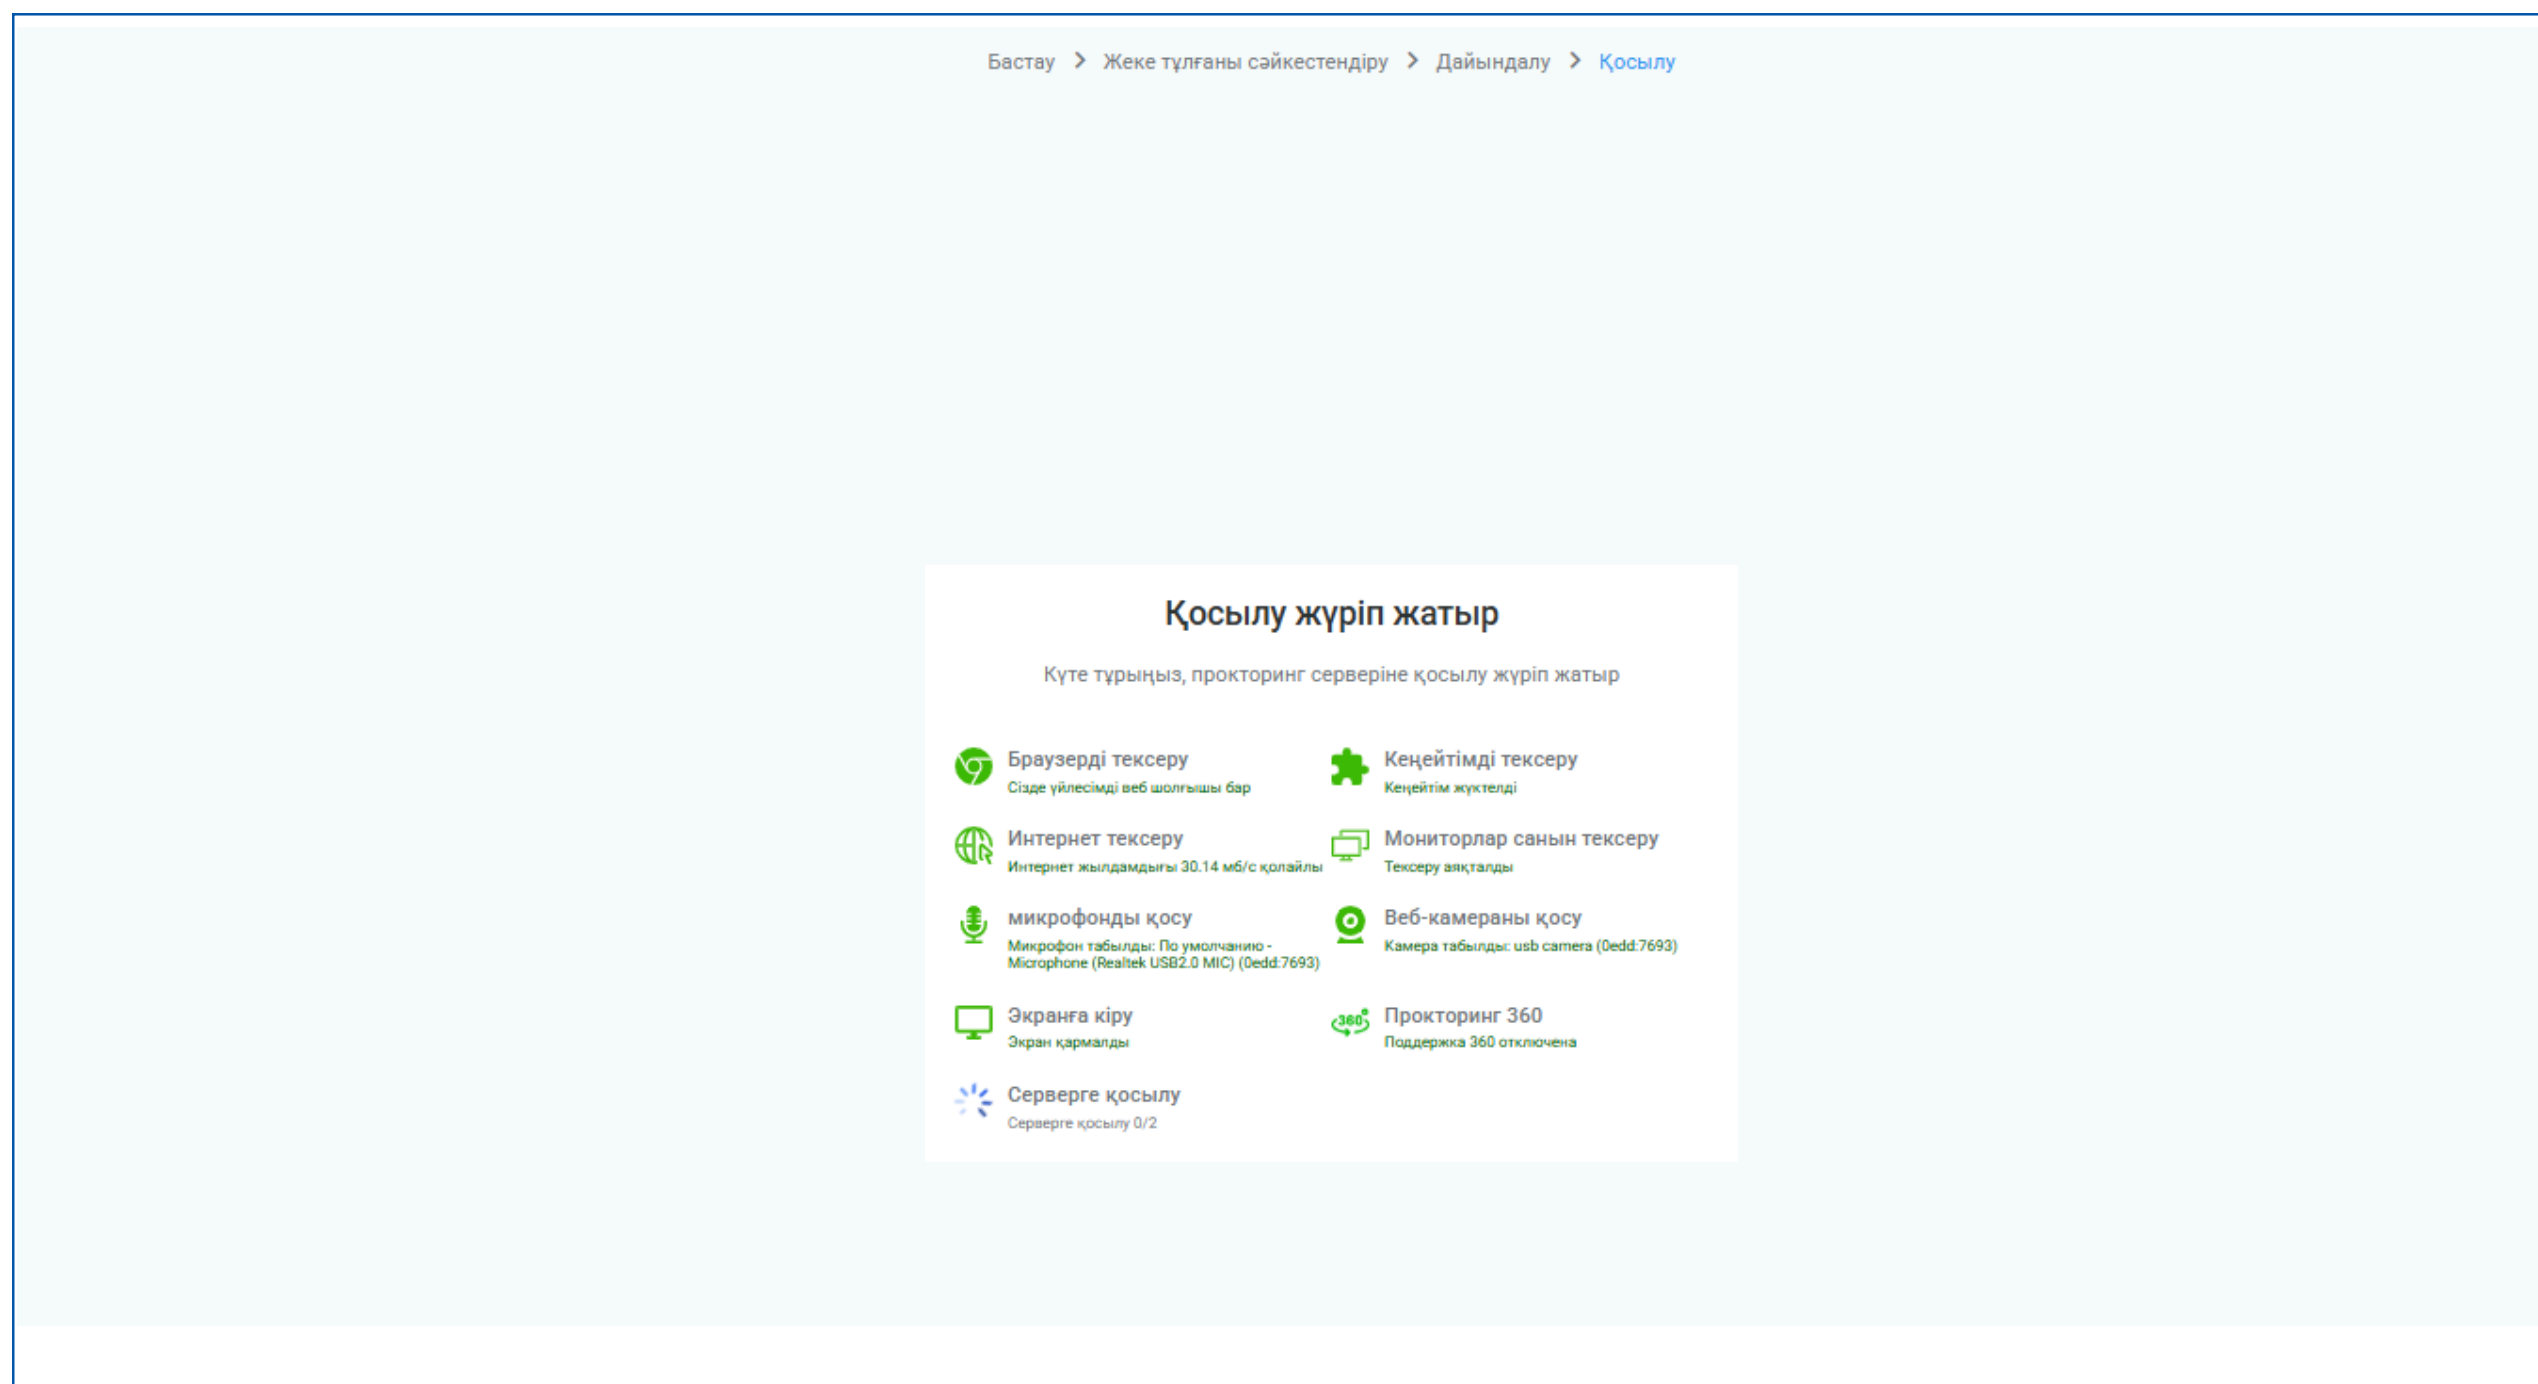 Бастау > Жеке тұлғаны сәйкестендіру > Дайындалу > Қосылу
Қосылу жүріп жатыр
Күте тұрыңыз, прокторинг серверіне қосылу жүріп жатыр
Браузерді тексеру
Сізде үйлесімді веб шолғышы бар
Кеңейтімді тексеру
Кеңейтім жүктелді
Интернет тексеру
Интернет жылдамдығы 30.14 мб/с қолайлы
Мониторлар санын тексеру
Тексеру аяқталды
микрофонды қосу
Микрофон табылды: По умолчанию -
Microphone (Realtek USB2.0 MIC) (0edd:7693)
Веб-камераны қосу
Камера табылды: usb camera (0edd:7693)
Экранға кіру
Экран қармалды
360°
Прокторинг 360
Поддержка 360 отключена
Серверге қосылу
Серверге қосылу 0/2